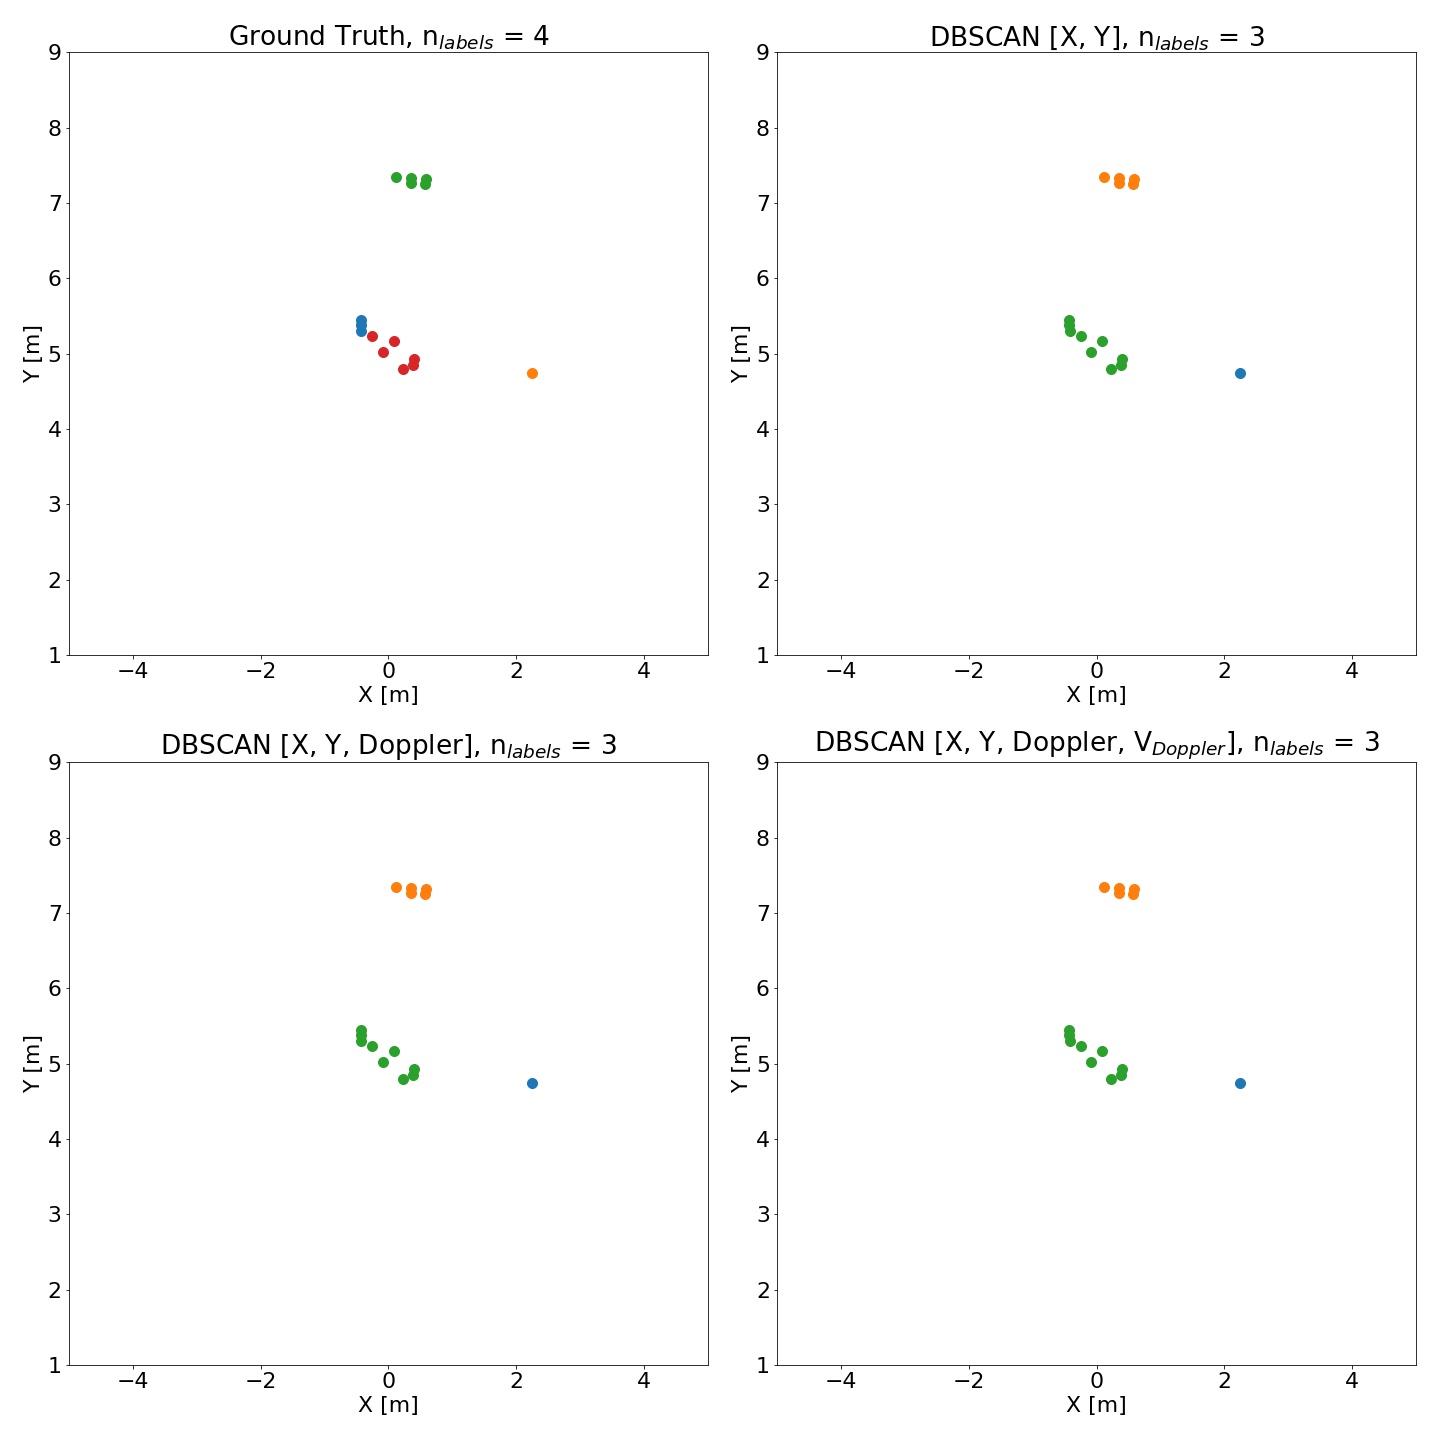 Ground Truth, n_labels = 4
9
8
7
6
5
4
3
2
1
Y [m]
−4 −2 0 2 4
X [m]
DBSCAN [X, Y], n_labels = 3
9
8
7
6
5
4
3
2
1
Y [m]
−4 −2 0 2 4
X [m]
DBSCAN [X, Y, Doppler], n_labels = 3
9
8
7
6
5
4
3
2
1
Y [m]
−4 −2 0 2 4
X [m]
DBSCAN [X, Y, Doppler, V_Doppler], n_labels = 3
9
8
7
6
5
4
3
2
1
Y [m]
−4 −2 0 2 4
X [m]